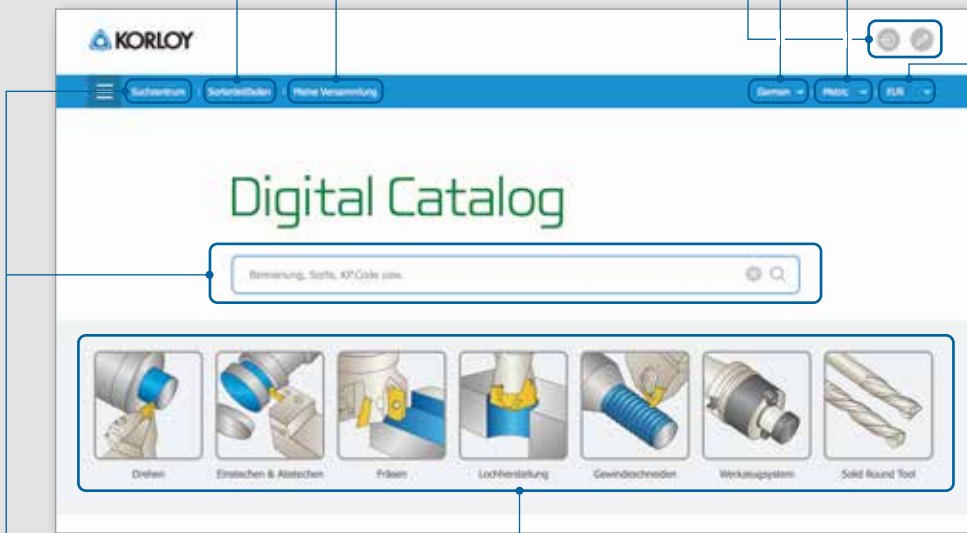 KORLOY
Suchzentrum | Sortenleitfaden | Meine Versammlung
German Metric EUR
Digital Catalog
Benennung, Sorte, KP.Code usw.
Drehen Einstechen & Abstechen Fräsen Lochherstellung Gewindeschneiden Werkzeugsystem Solid Round Tool